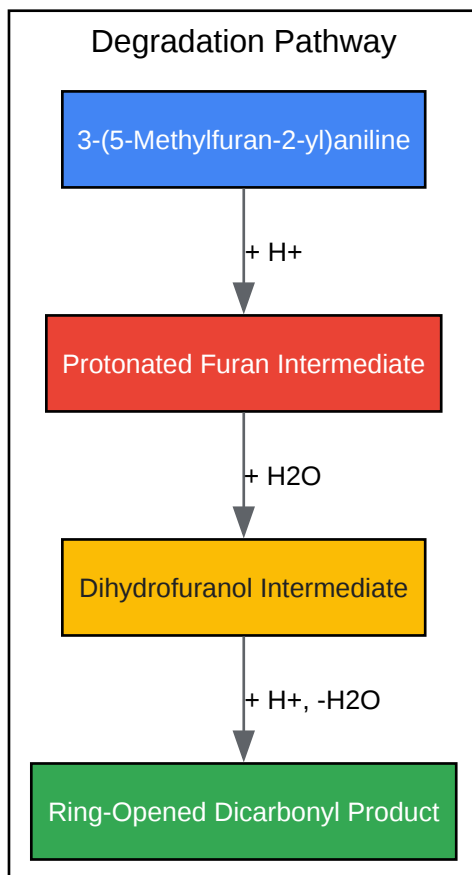 Degradation Pathway
3-(5-Methylfuran-2-yl)aniline
+ H+
Protonated Furan Intermediate
+ H2O
Dihydrofuranol Intermediate
+ H+, -H2O
Ring-Opened Dicarbonyl Product